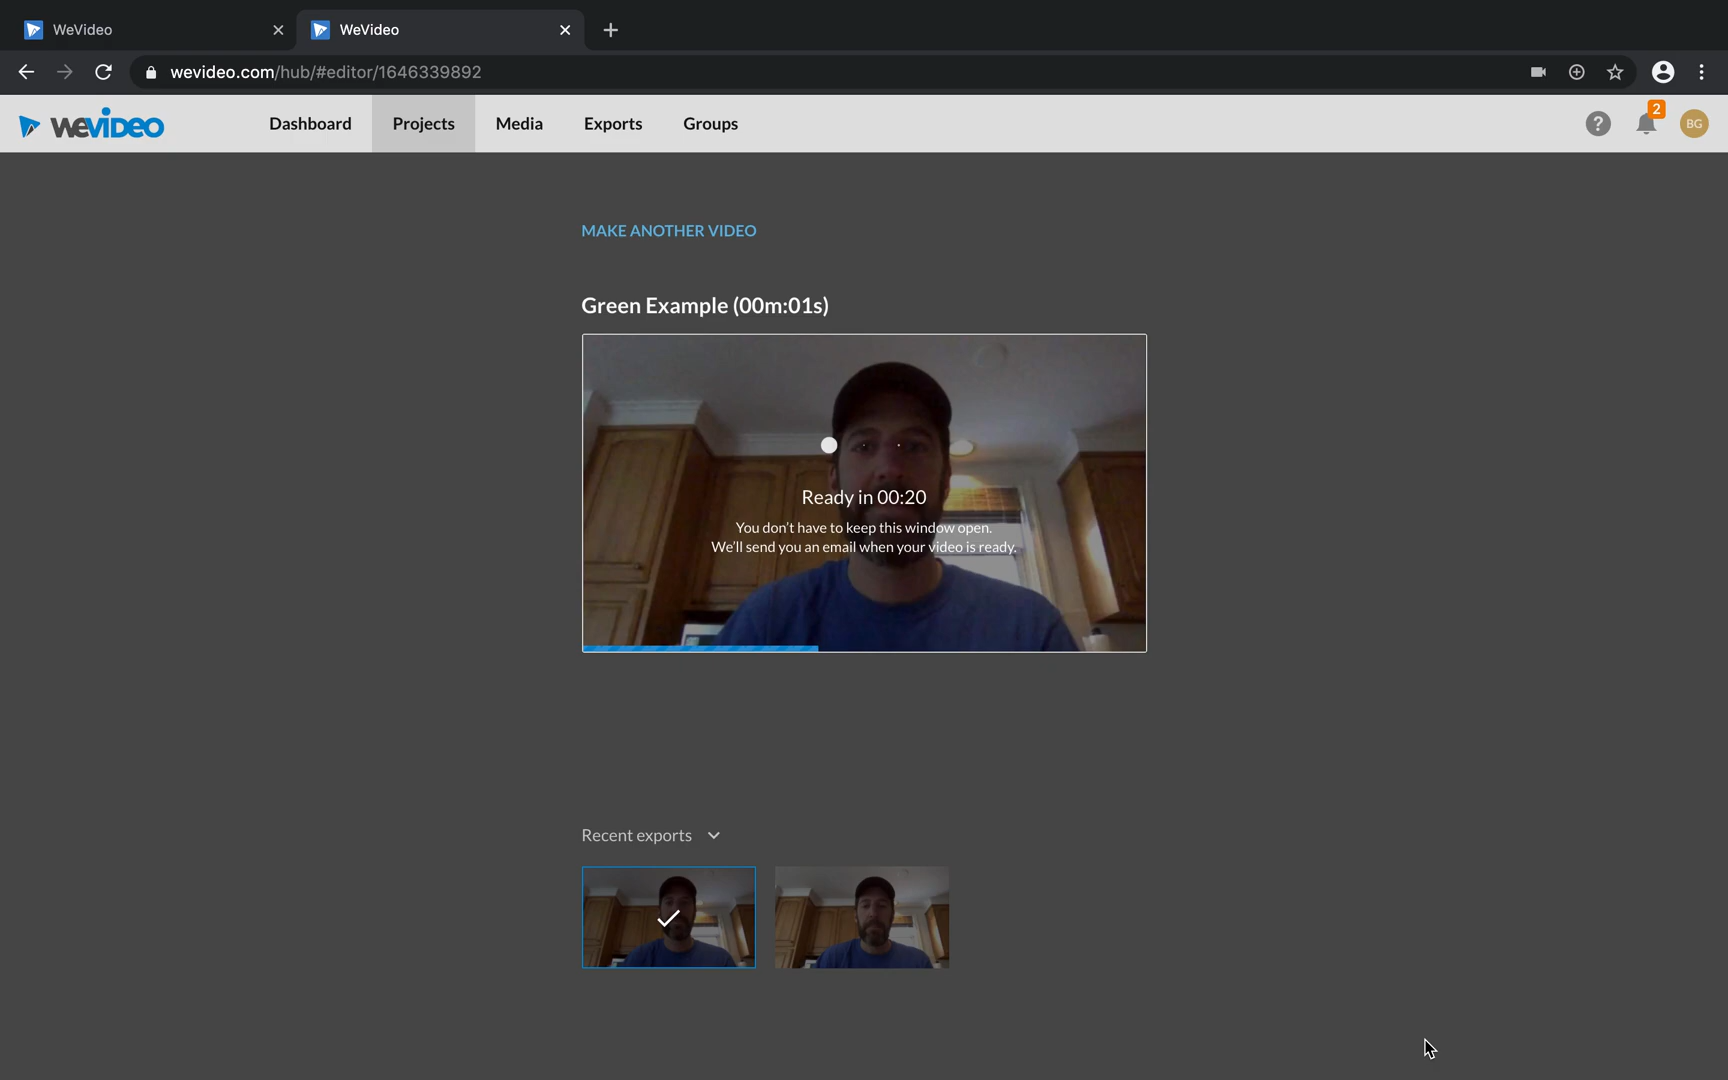 WeVideo
WeVideo
wevideo.com/hub/#editor/1646339892
WEVIDEO Dashboard Projects Media Exports Groups ? 2 BG
MAKE ANOTHER VIDEO
Green Example (00m:01s)
Ready in 00:20
You don't have to keep this window open.
We'll send you an email when your video is ready.
Recent exports